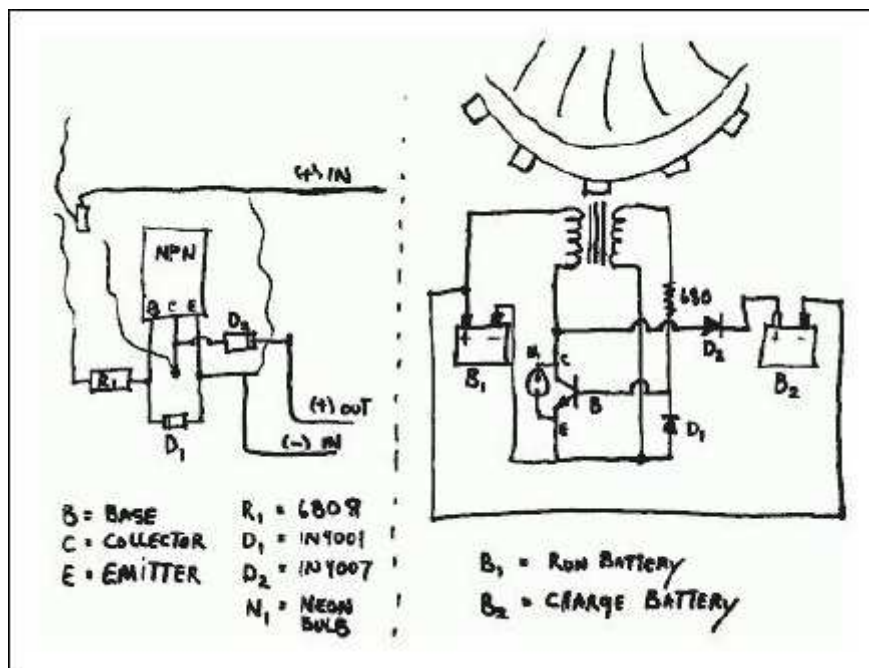 (+) IN
NPN
B C E
D2
R1
D1
(+) OUT
(-) IN
B = BASE
C = COLLECTOR
E = EMITTER
R1 = 680Ω
D1 = 1N4001
D2 = 1N4007
N1 = NEON
BULB
680
+ -
B1
C
B
E
D2
+ -
B2
D1
B1 = RUN BATTERY
B2 = CHARGE BATTERY